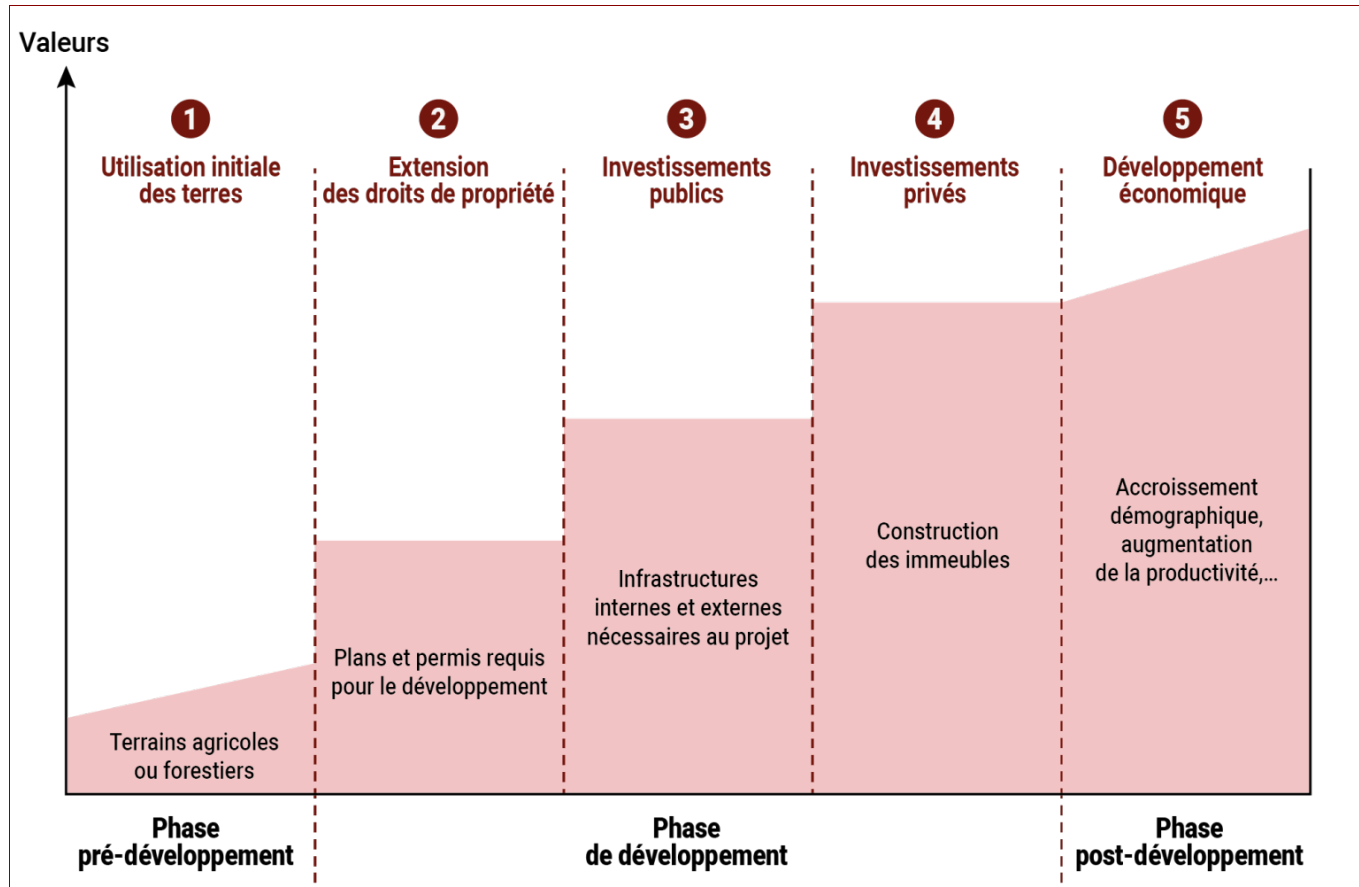 Valeurs
1
Utilisation initiale
des terres
2
Extension
des droits de propriété
3
Investissements
publics
4
Investissements
privés
5
Développement
économique
Terrains agricoles
ou forestiers
Plans et permis requis
pour le développement
Infrastructures
internes et externes
nécessaires au projet
Construction
des immeubles
Accroissement
démographique,
augmentation
de la productivité,...
Phase
pré-développement
Phase
de développement
Phase
post-développement